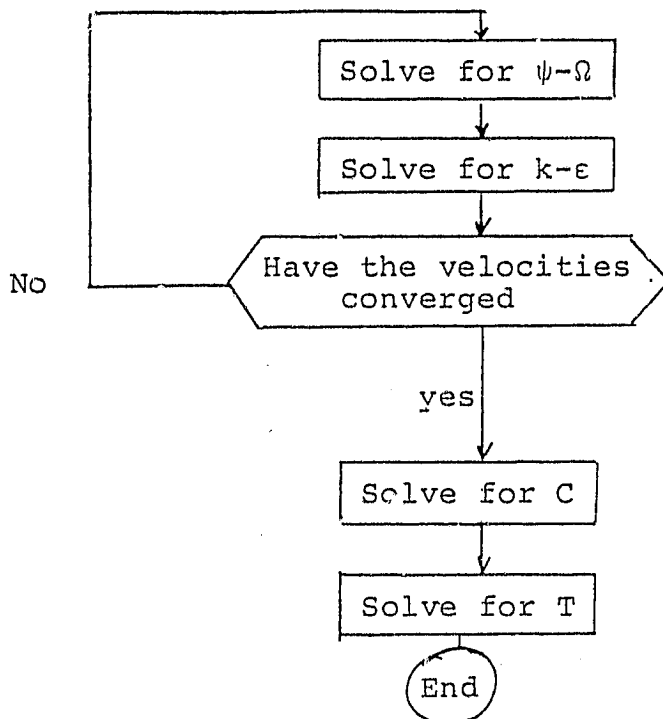 Solve for ψ-Ω
Solve for k-ε
Have the velocities
converged
No
yes
Solve for C
Solve for T
End